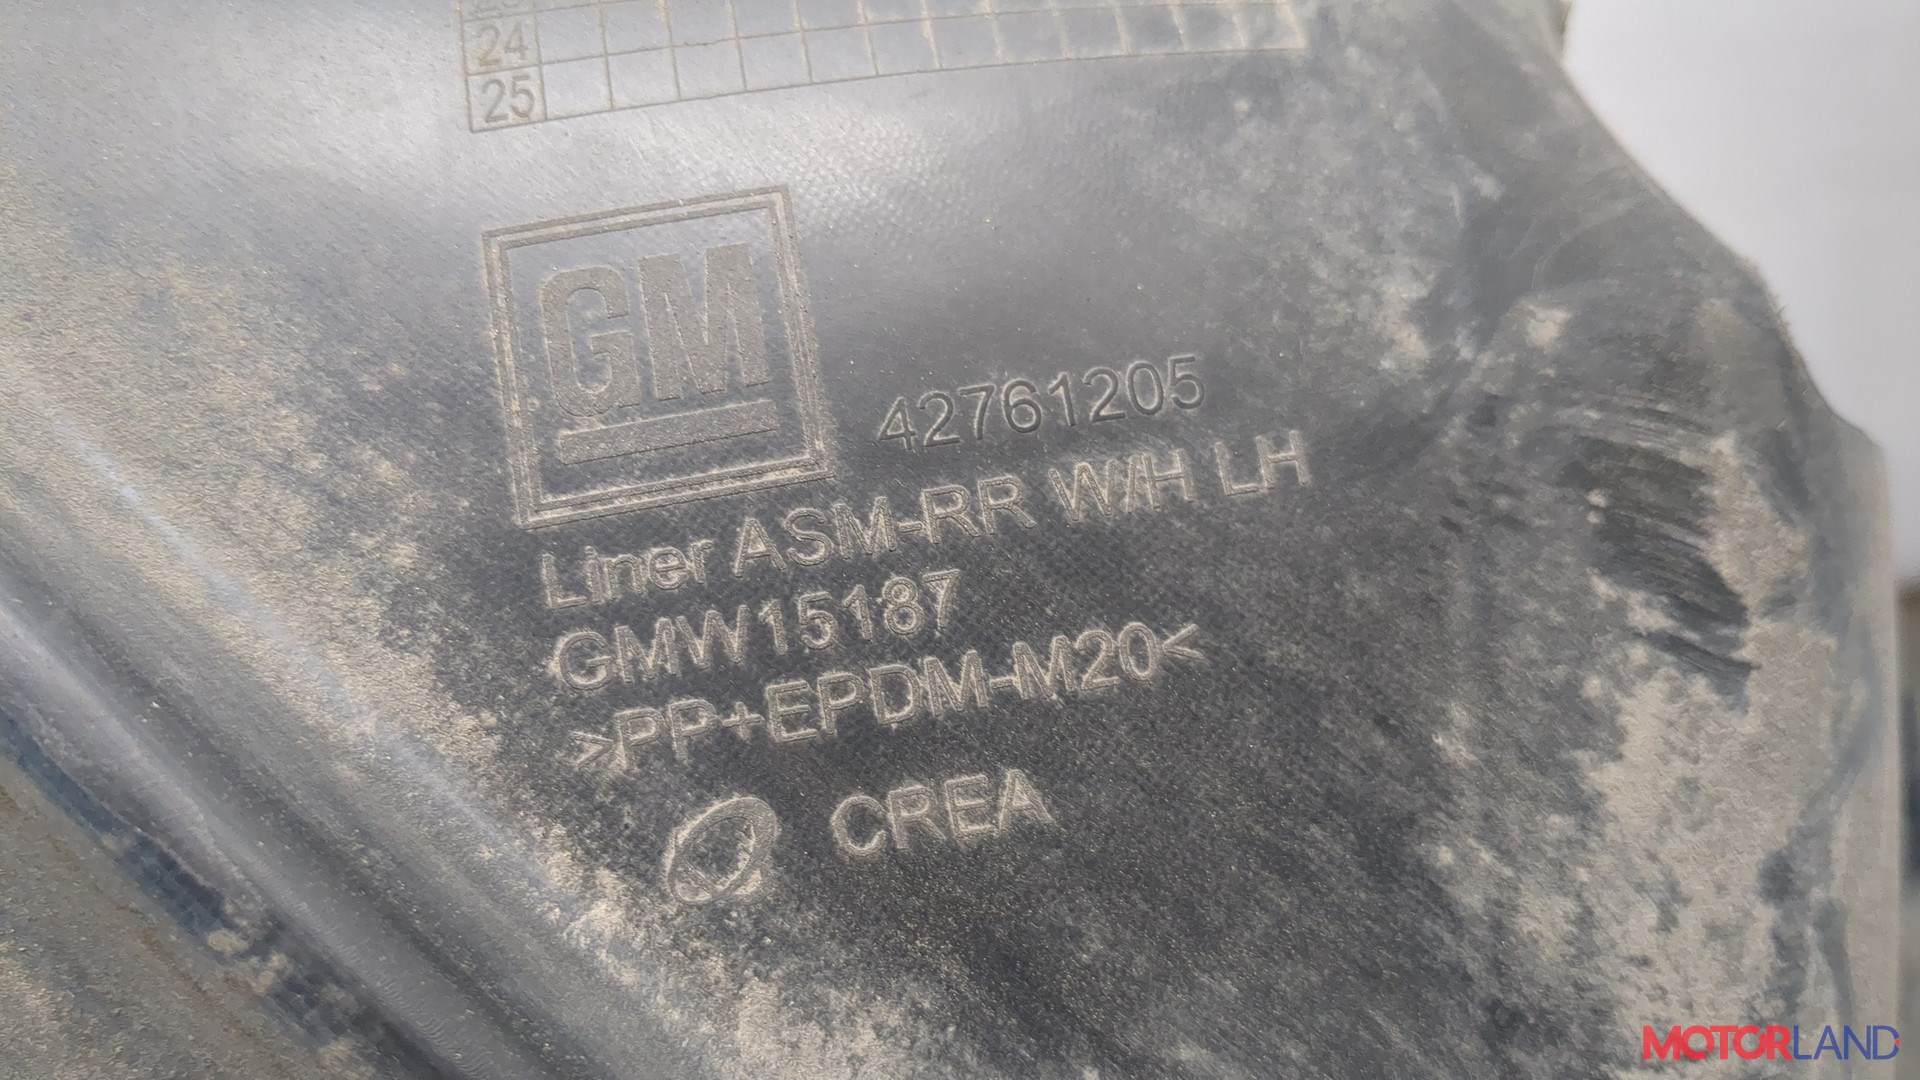 24
25
GM
42761205
Liner ASM-RR W/H LH
GMW15187
>PP+EPDM-M20<
CREA
MOTORLAND